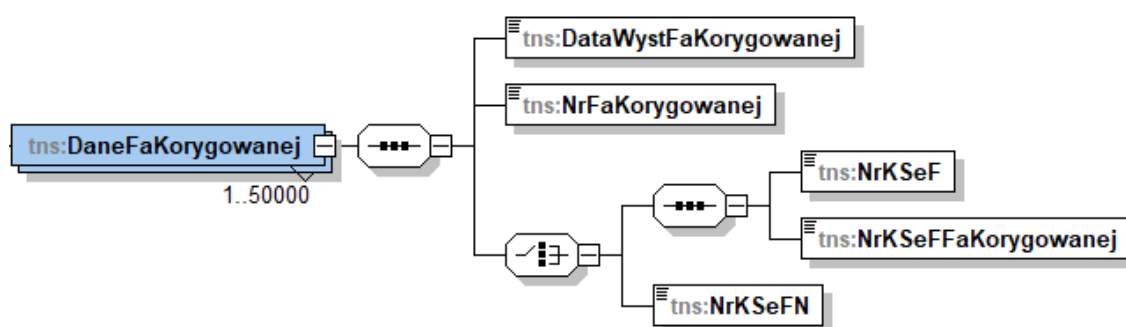 tns:DataWystFaKorygowanej
tns:NrFaKorygowanej
tns:DaneFaKorygowanej
1..50000
tns:NrKSeF
tns:NrKSeFFaKorygowanej
tns:NrKSeFN